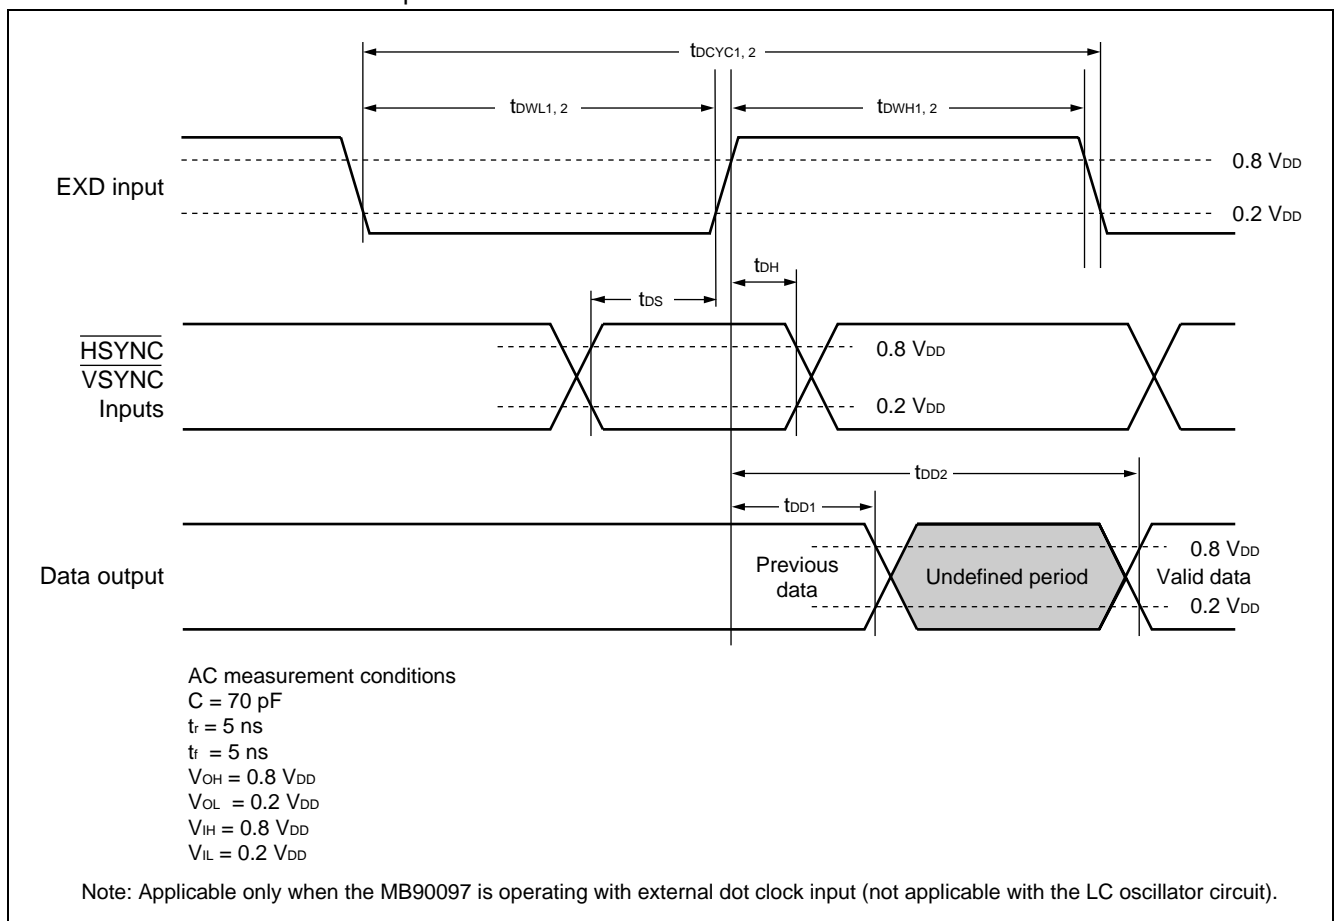 tDCYC1, 2
tDWL1, 2
tDWH1, 2
EXD input
0.8 VDD
0.2 VDD
tDH
tDS
HSYNC
VSYNC
Inputs
0.8 VDD
0.2 VDD
tDD2
tDD1
Data output
Previous
data
Undefined period
Valid data
0.8 VDD
0.2 VDD
AC measurement conditions
C = 70 pF
tr = 5 ns
tf = 5 ns
VOH = 0.8 VDD
VOL = 0.2 VDD
VIH = 0.8 VDD
VIL = 0.2 VDD
Note: Applicable only when the MB90097 is operating with external dot clock input (not applicable with the LC oscillator circuit).